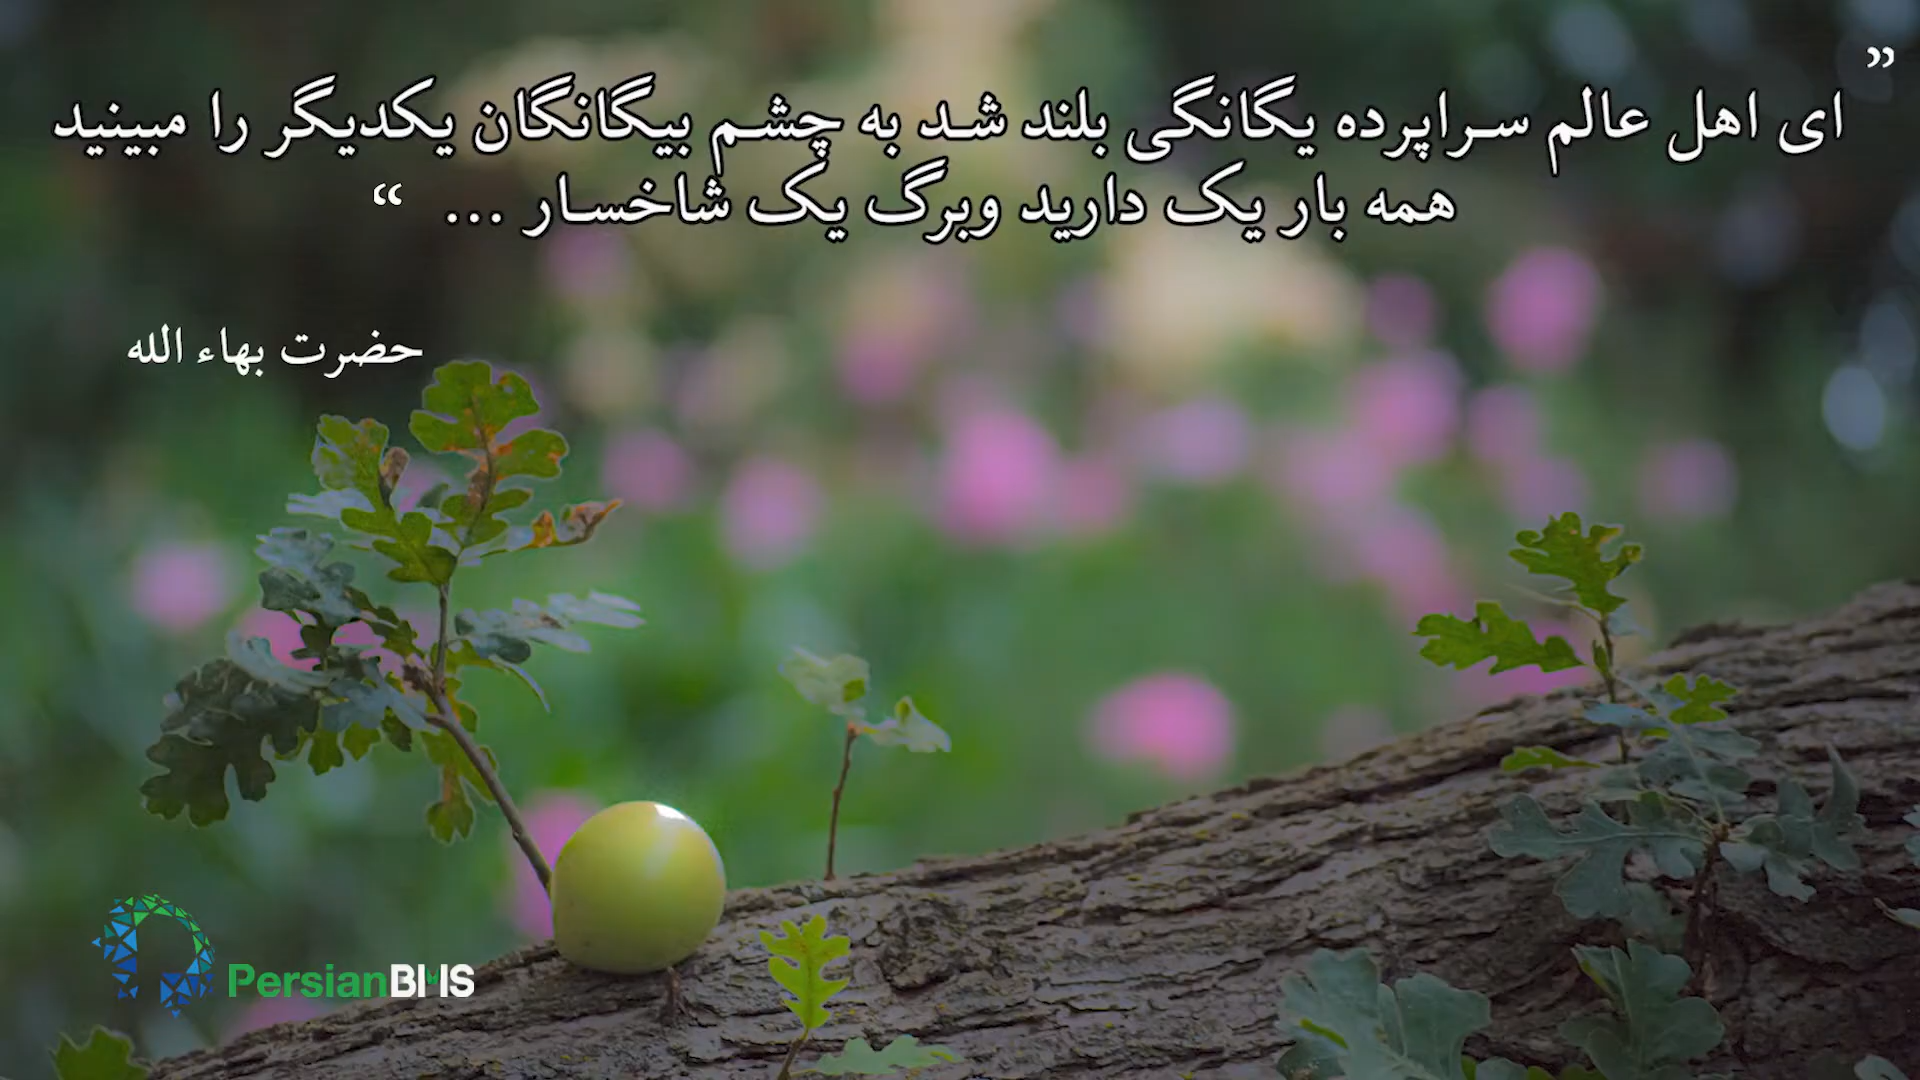 ” ای اهل عالم سراپرده یگانگی بلند شد به چشم بیگانگان یکدیگر را مبینید
همه بار یک دارید وبرگ یک شاخسار ... “
حضرت بهاء الله
PersianBMS